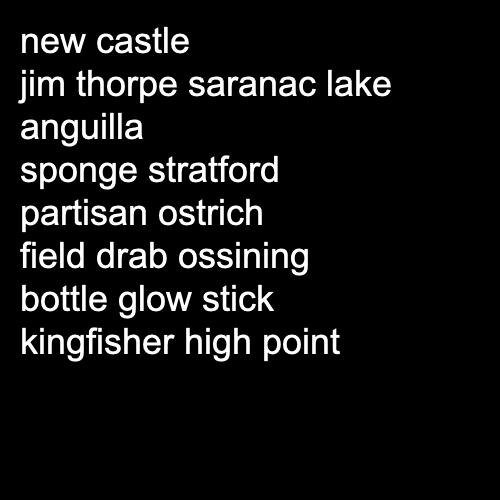 new castle
jim thorpe saranac lake
anguilla
sponge stratford
partisan ostrich
field drab ossining
bottle glow stick
kingfisher high point